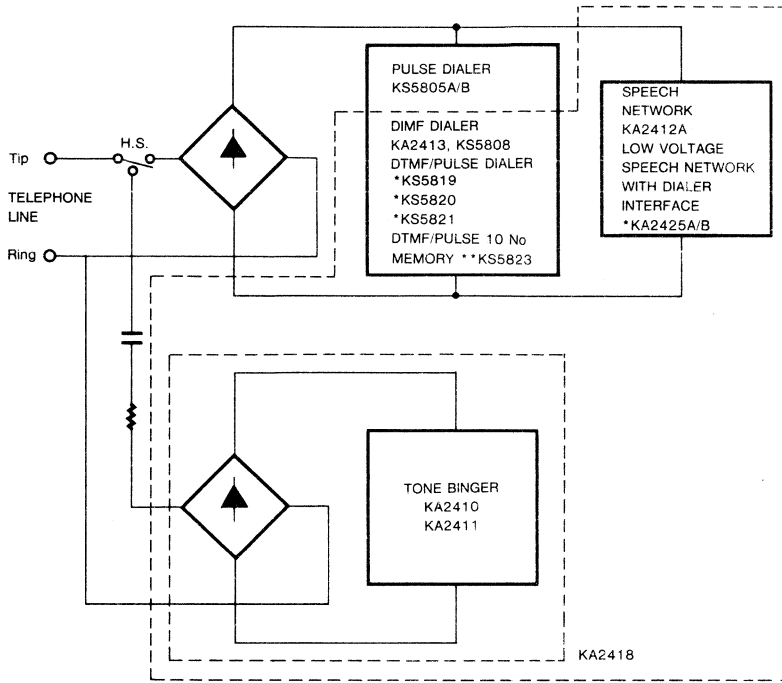 PULSE DIALER
KS5805A/B
DIMF DIALER
KA2413, KS5808
DTMF/PULSE DIALER
*KS5819
*KS5820
*KS5821
DTMF/PULSE 10 No
MEMORY **KS5823
SPEECH
NETWORK
KA2412A
LOW VOLTAGE
SPEECH NETWORK
WITH DIALER
INTERFACE
*KA2425A/B
H.S.
Tip
TELEPHONE
LINE
Ring
TONE BINGER
KA2410
KA2411
KA2418